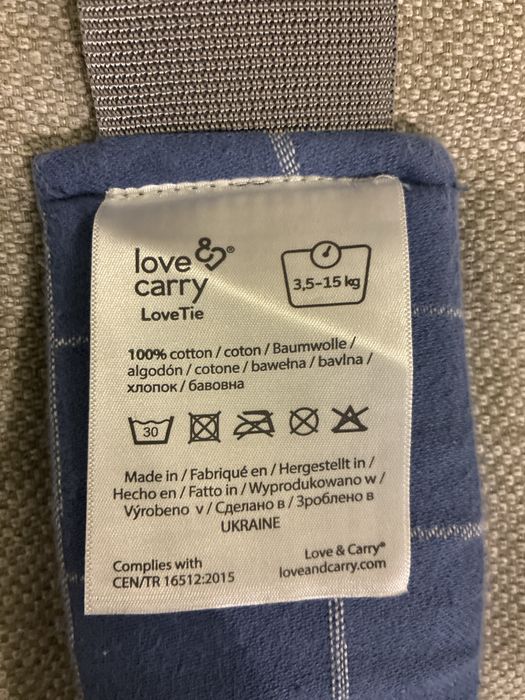 love &®
carry
LoveTie
3,5–15 kg
100% cotton / coton / Baumwolle /
algodón / cotone / bawełna / bavlna /
хлопок / бавовна
30
Made in / Fabriqué en / Hergestellt in /
Hecho en / Fatto in / Wyprodukowano w /
Výrobeno v / Сделано в / Зроблено в
UKRAINE
Complies with
CEN/TR 16512:2015
Love & Carry®
loveandcarry.com